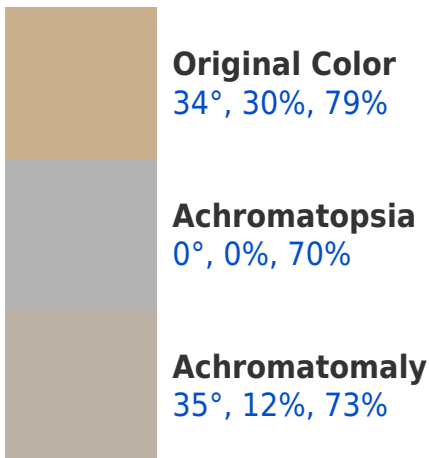 Original Color
34°, 30%, 79%
Achromatopsia
0°, 0%, 70%
Achromatomaly
35°, 12%, 73%